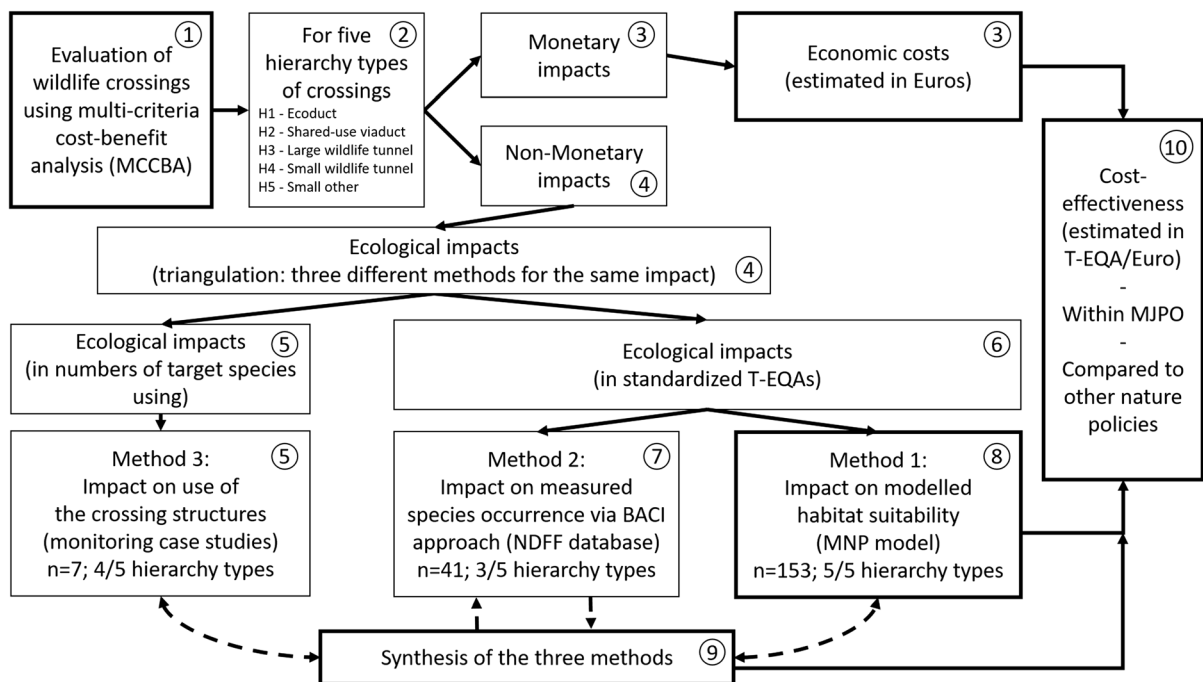 ①
Evaluation of
wildlife crossings
using multi-criteria
cost-benefit
analysis (MCCBA)
②
For five
hierarchy types
of crossings
H1 - Ecoduct
H2 - Shared-use viaduct
H3 - Large wildlife tunnel
H4 - Small wildlife tunnel
H5 - Small other
③
Monetary
impacts
Non-Monetary
impacts
④
③
Economic costs
(estimated in Euros)
⑩
Cost-
effectiveness
(estimated in
T-EQA/Euro)
-
Within MJPO
-
Compared to
other nature
policies
Ecological impacts
(triangulation: three different methods for the same impact)
④
⑤
Ecological impacts
(in numbers of target species
using)
⑥
Ecological impacts
(in standardized T-EQAs)
⑤
Method 3:
Impact on use of
the crossing structures
(monitoring case studies)
n=7; 4/5 hierarchy types
⑦
Method 2:
Impact on measured
species occurrence via BACI
approach (NDFF database)
n=41; 3/5 hierarchy types
⑧
Method 1:
Impact on modelled
habitat suitability
(MNP model)
n=153; 5/5 hierarchy types
Synthesis of the three methods ⑨